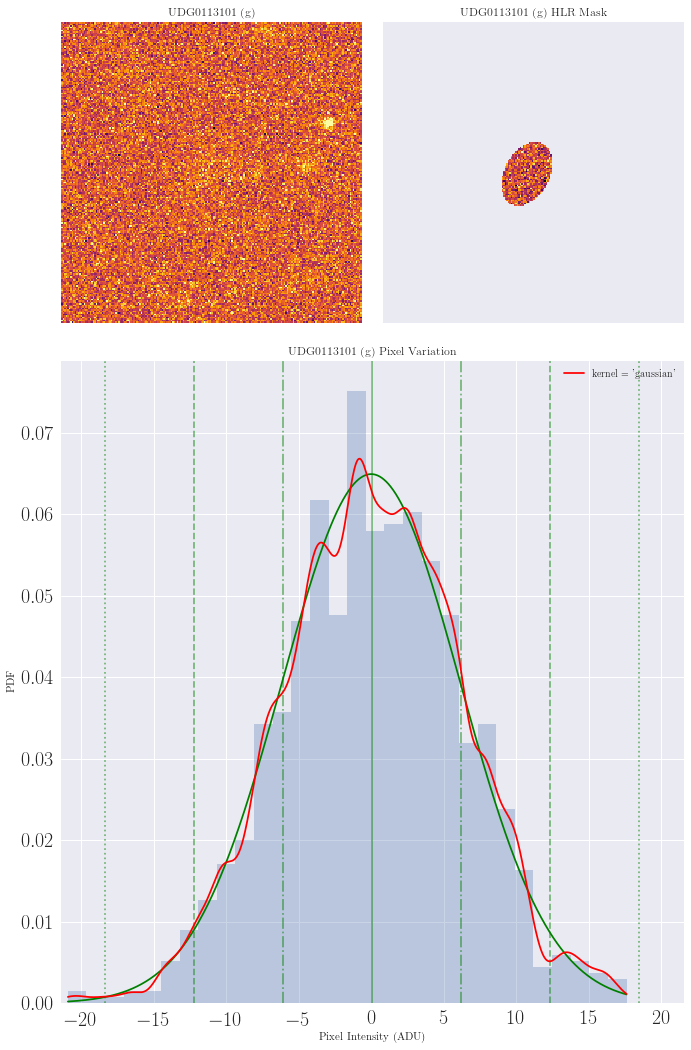 UDG0113101 (g)
UDG0113101 (g) HLR Mask
UDG0113101 (g) Pixel Variation
kernel = 'gaussian'
0.07
0.06
0.05
0.04
0.03
0.02
0.01
0.00
PDF
−20 −15 −10 −5 0 5 10 15 20
Pixel Intensity (ADU)